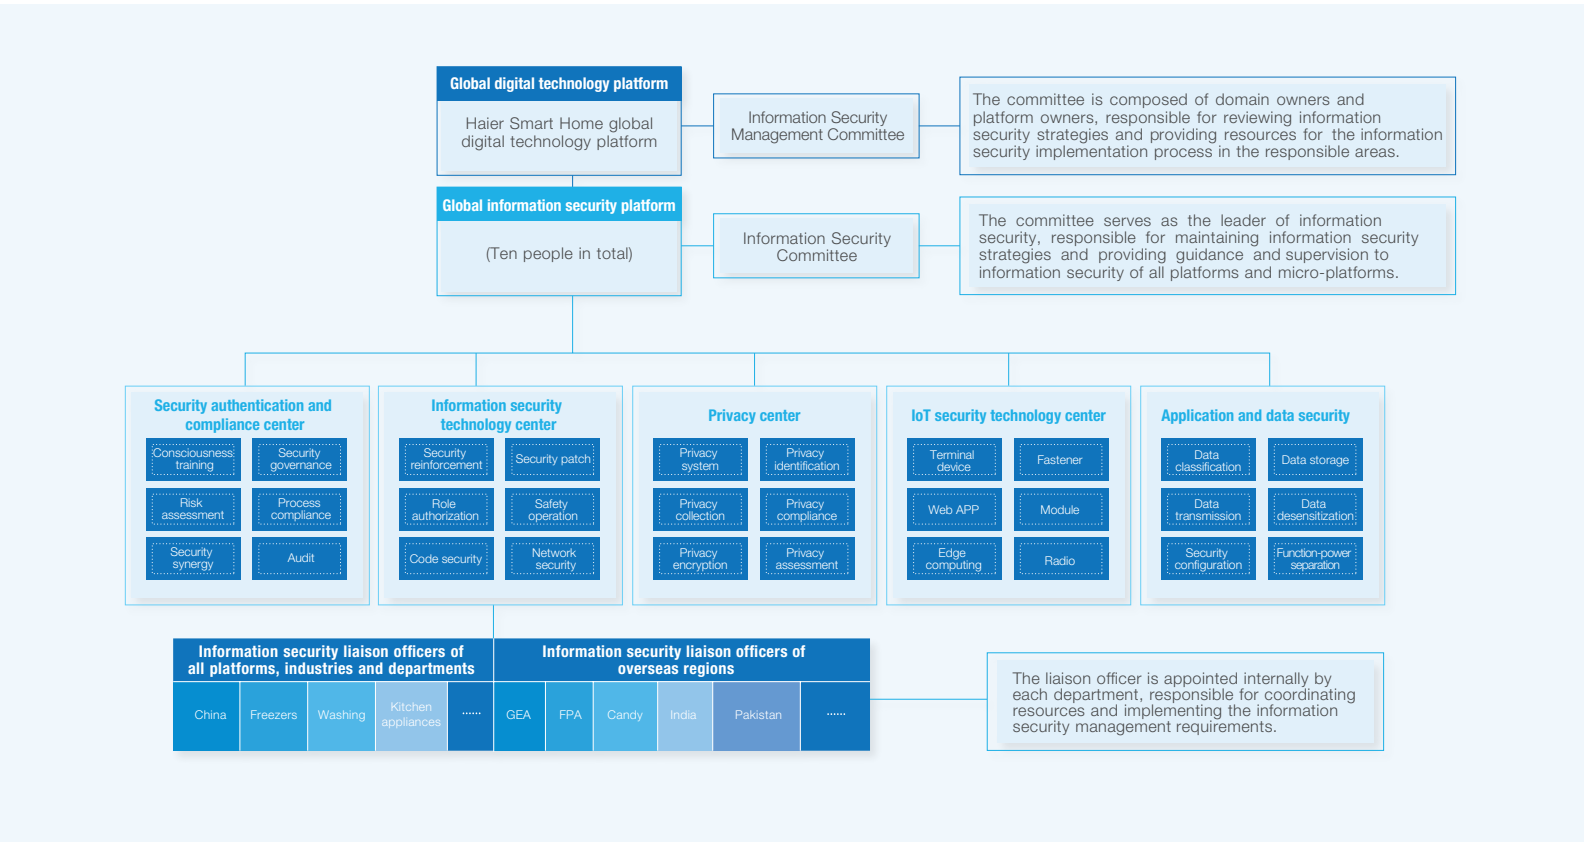 Global digital technology platform
Haier Smart Home global
digital technology platform
Information Security
Management Committee
The committee is composed of domain owners and
platform owners, responsible for reviewing information
security strategies and providing resources for the information
security implementation process in the responsible areas.
Global information security platform
(Ten people in total)
Information Security
Committee
The committee serves as the leader of information
security, responsible for maintaining information security
strategies and providing guidance and supervision to
information security of all platforms and micro-platforms.
Security authentication and
compliance center
Consciousness
training
Security
governance
Risk
assessment
Process
compliance
Security
synergy
Audit
Information security
technology center
Security
reinforcement
Security patch
Role
authorization
Safety
operation
Code security
Network
security
Privacy center
Privacy
system
Privacy
identification
Privacy
collection
Privacy
compliance
Privacy
encryption
Privacy
assessment
IoT security technology center
Terminal
device
Fastener
Web APP
Module
Edge
computing
Radio
Application and data security
Data
classification
Data storage
Data
transmission
Data
desensitization
Security
configuration
Function-power
separation
Information security liaison officers of
all platforms, industries and departments
China
Freezers
Washing
Kitchen
appliances
······
Information security liaison officers of
overseas regions
GEA
FPA
Candy
India
Pakistan
······
The liaison officer is appointed internally by
each department, responsible for coordinating
resources and implementing the information
security management requirements.